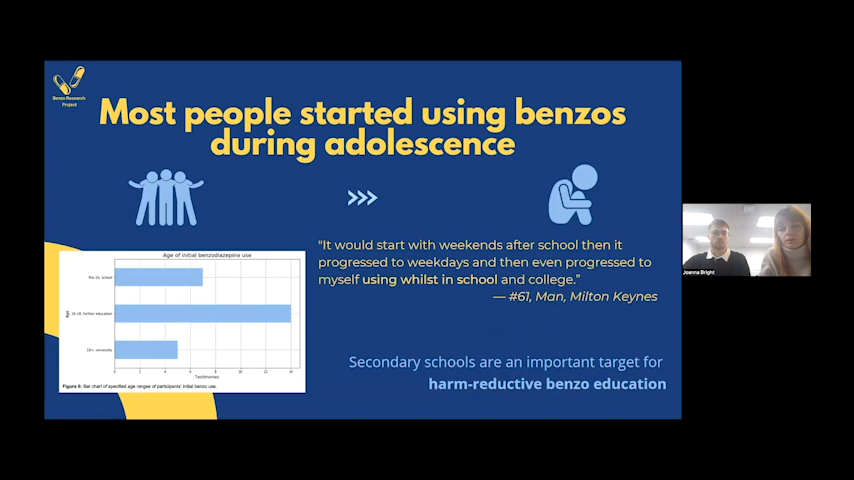 Benzo Research
Project
Most people started using benzos
during adolescence
"It would start with weekends after school then it
progressed to weekdays and then even progressed to
myself using whilst in school and college."
— #61, Man, Milton Keynes
Age of initial benzodiazepine use
Pre-16, school
16-18, further education
18+, university
Age
0 2 4 6 8 10 12 14
Testimonies
Figure 8: Bar chart of specified age ranges of participants' initial benzo use.
Secondary schools are an important target for
harm-reductive benzo education
Joanna Bright